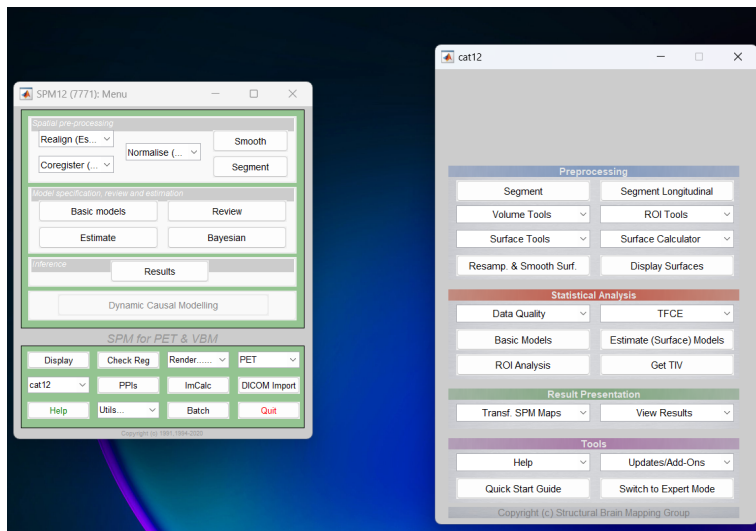 SPM12 (7771): Menu
Spatial pre-processing
Realign (Es...
Normalise (...
Smooth
Coregister (...
Segment
Model specification, review and estimation
Basic models
Review
Estimate
Bayesian
Inference
Results
Dynamic Causal Modelling
SPM for PET & VBM
Display
Check Reg
Render......
PET
cat12
PPIs
ImCalc
DICOM Import
Help
Utils...
Batch
Quit
Copyright (c) 1991,1994-2020
cat12
Preprocessing
Segment
Segment Longitudinal
Volume Tools
ROI Tools
Surface Tools
Surface Calculator
Resamp. & Smooth Surf.
Display Surfaces
Statistical Analysis
Data Quality
TFCE
Basic Models
Estimate (Surface) Models
ROI Analysis
Get TIV
Result Presentation
Transf. SPM Maps
View Results
Tools
Help
Updates/Add-Ons
Quick Start Guide
Switch to Expert Mode
Copyright (c) Structural Brain Mapping Group